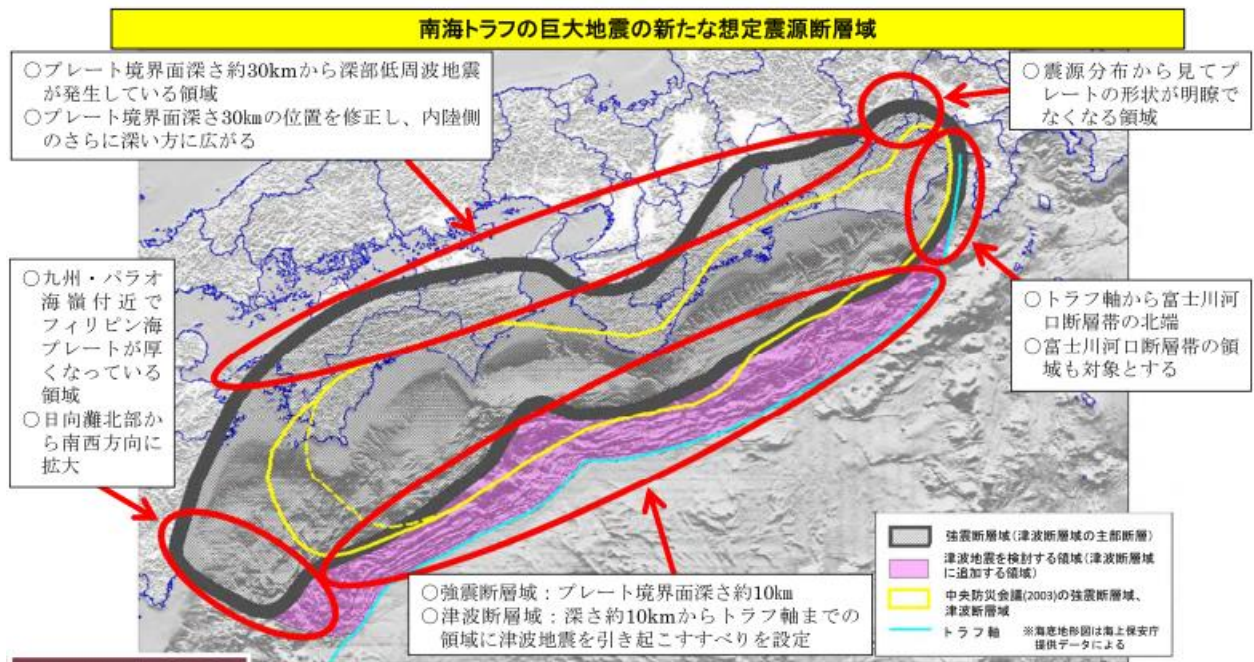 南海トラフの巨大地震の新たな想定震源断層域
○プレート境界面深さ約30kmから深部低周波地震
が発生している領域
○プレート境界面深さ30kmの位置を修正し、内陸側
のさらに深い方に広がる
○震源分布から見てプ
レートの形状が明瞭で
なくなる領域
○九州・パラオ
海嶺付近で
フィリピン海
プレートが厚
くなっている
領域
○日向灘北部か
ら南西方向に
拡大
○トラフ軸から富士川河
口断層帯の北端
○富士川河口断層帯の領
域も対象とする
○強震断層域:プレート境界面深さ約10km
○津波断層域:深さ約10kmからトラフ軸までの
領域に津波地震を引き起こすすべりを設定
強震断層域(津波断層域の主部断層)
津波地震を検討する領域(津波断層域
に追加する領域)
中央防災会議(2003)の強震断層域、
津波断層域
トラフ軸 ※海底地形図は海上保安庁
提供データによる